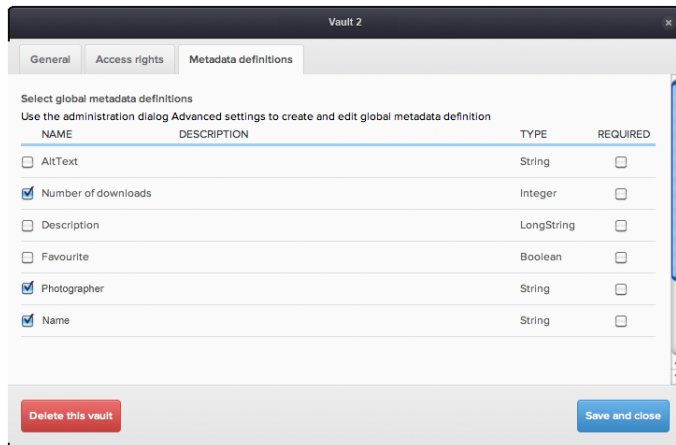 Vault 2
General Access rights Metadata definitions
Select global metadata definitions
Use the administration dialog Advanced settings to create and edit global metadata definition
NAME DESCRIPTION TYPE REQUIRED
AltText String
Number of downloads Integer
Description LongString
Favourite Boolean
Photographer String
Name String
Delete this vault Save and close